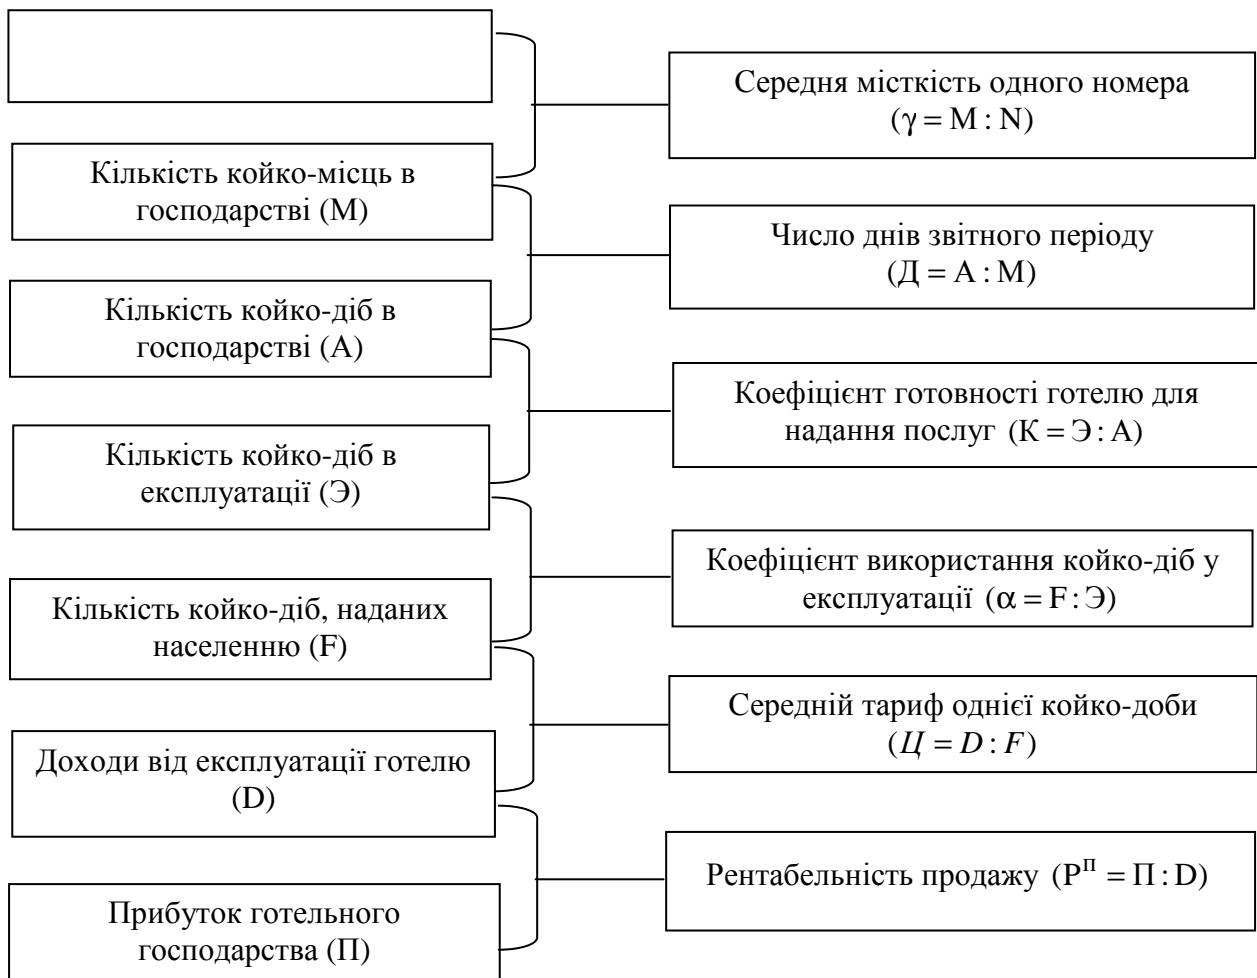 Середня місткість одного номера
(γ = М : N)
Кількість койко-місць в
господарстві (М)
Число днів звітного періоду
(Д = А : М)
Кількість койко-діб в
господарстві (А)
Коефіцієнт готовності готелю для
надання послуг (К = Э : А)
Кількість койко-діб в
експлуатації (Э)
Коефіцієнт використання койко-діб у
експлуатації (α = F : Э)
Кількість койко-діб, наданих
населенню (F)
Середній тариф однієї койко-доби
(Ц = D : F)
Доходи від експлуатації готелю
(D)
Рентабельність продажу (Р^П = П : D)
Прибуток готельного
господарства (П)